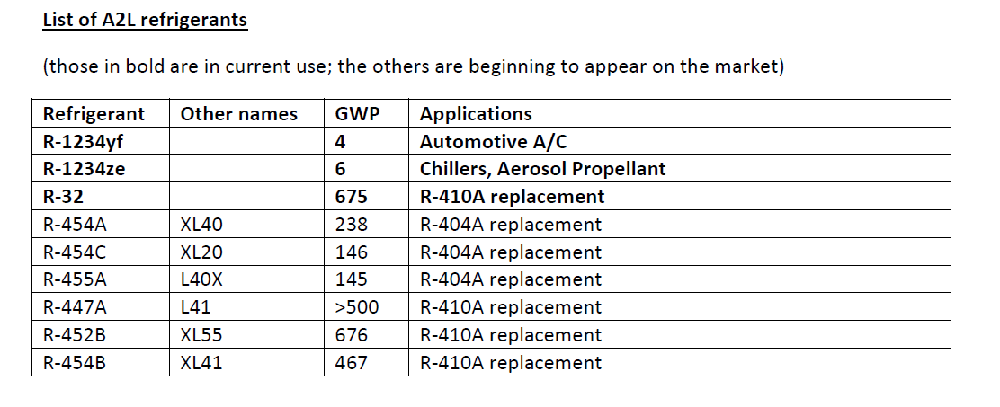 List of A2L refrigerants
(those in bold are in current use; the others are beginning to appear on the market)
Refrigerant Other names GWP Applications
R-1234yf 4 Automotive A/C
R-1234ze 6 Chillers, Aerosol Propellant
R-32 675 R-410A replacement
R-454A XL40 238 R-404A replacement
R-454C XL20 146 R-404A replacement
R-455A L40X 145 R-404A replacement
R-447A L41 >500 R-410A replacement
R-452B XL55 676 R-410A replacement
R-454B XL41 467 R-410A replacement